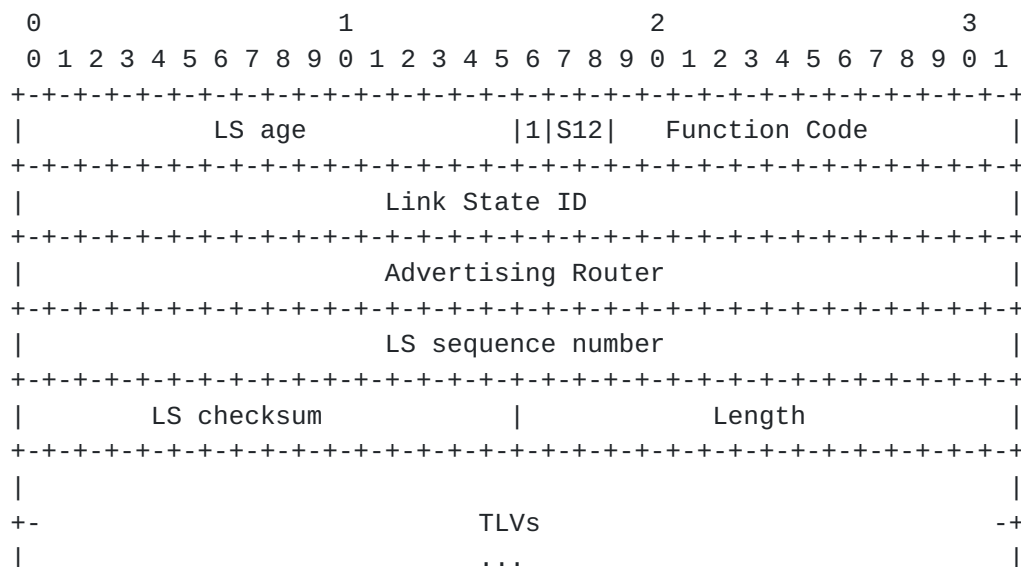 0                   1                   2                   3
 0 1 2 3 4 5 6 7 8 9 0 1 2 3 4 5 6 7 8 9 0 1 2 3 4 5 6 7 8 9 0 1
+-+-+-+-+-+-+-+-+-+-+-+-+-+-+-+-+-+-+-+-+-+-+-+-+-+-+-+-+-+-+-+-+
|            LS age             |1|S12|   Function Code         |
+-+-+-+-+-+-+-+-+-+-+-+-+-+-+-+-+-+-+-+-+-+-+-+-+-+-+-+-+-+-+-+-+
|                       Link State ID                           |
+-+-+-+-+-+-+-+-+-+-+-+-+-+-+-+-+-+-+-+-+-+-+-+-+-+-+-+-+-+-+-+-+
|                       Advertising Router                      |
+-+-+-+-+-+-+-+-+-+-+-+-+-+-+-+-+-+-+-+-+-+-+-+-+-+-+-+-+-+-+-+-+
|                       LS sequence number                      |
+-+-+-+-+-+-+-+-+-+-+-+-+-+-+-+-+-+-+-+-+-+-+-+-+-+-+-+-+-+-+-+-+
|        LS checksum            |            Length             |
+-+-+-+-+-+-+-+-+-+-+-+-+-+-+-+-+-+-+-+-+-+-+-+-+-+-+-+-+-+-+-+-+
|                                                               |
+-                            TLVs                             -+
|                             ...                               |